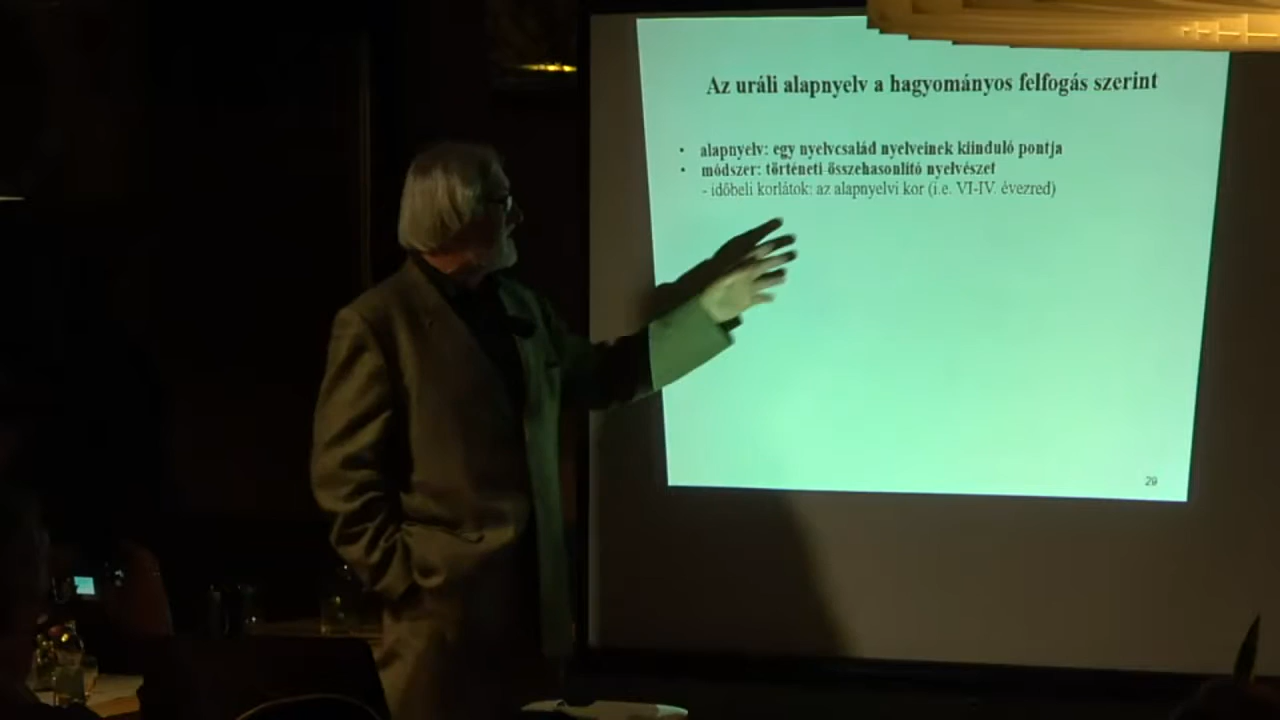 Az uráli alapnyelv a hagyományos felfogás szerint
• alapnyelv: egy nyelvcsalád nyelveinek kiinduló pontja
• módszer: történeti-összehasonlító nyelvészet
- időbeli korlátok: az alapnyelvi kor (i.e. VI-IV. évezred)
29